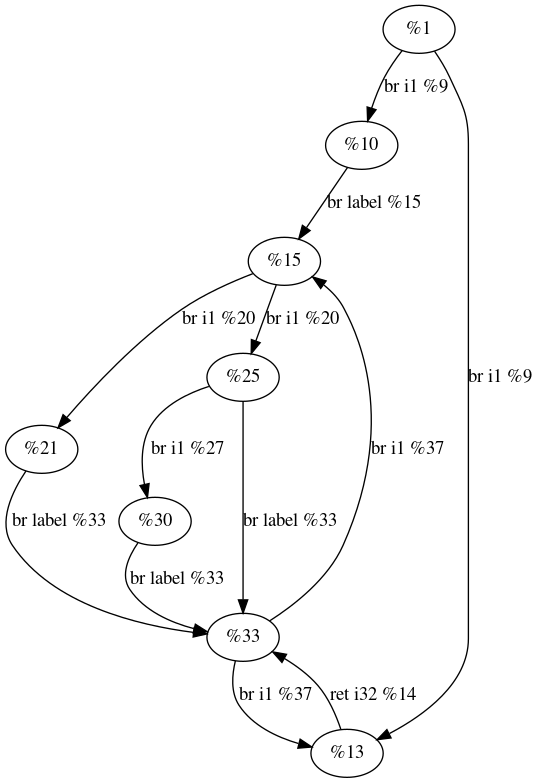 %1
br i1 %9
%10
br label %15
%15
br i1 %20
br i1 %20
%25
br i1 %9
%21
br i1 %27
br i1 %37
br label %33
%30
br label %33
br label %33
%33
br i1 %37
ret i32 %14
%13